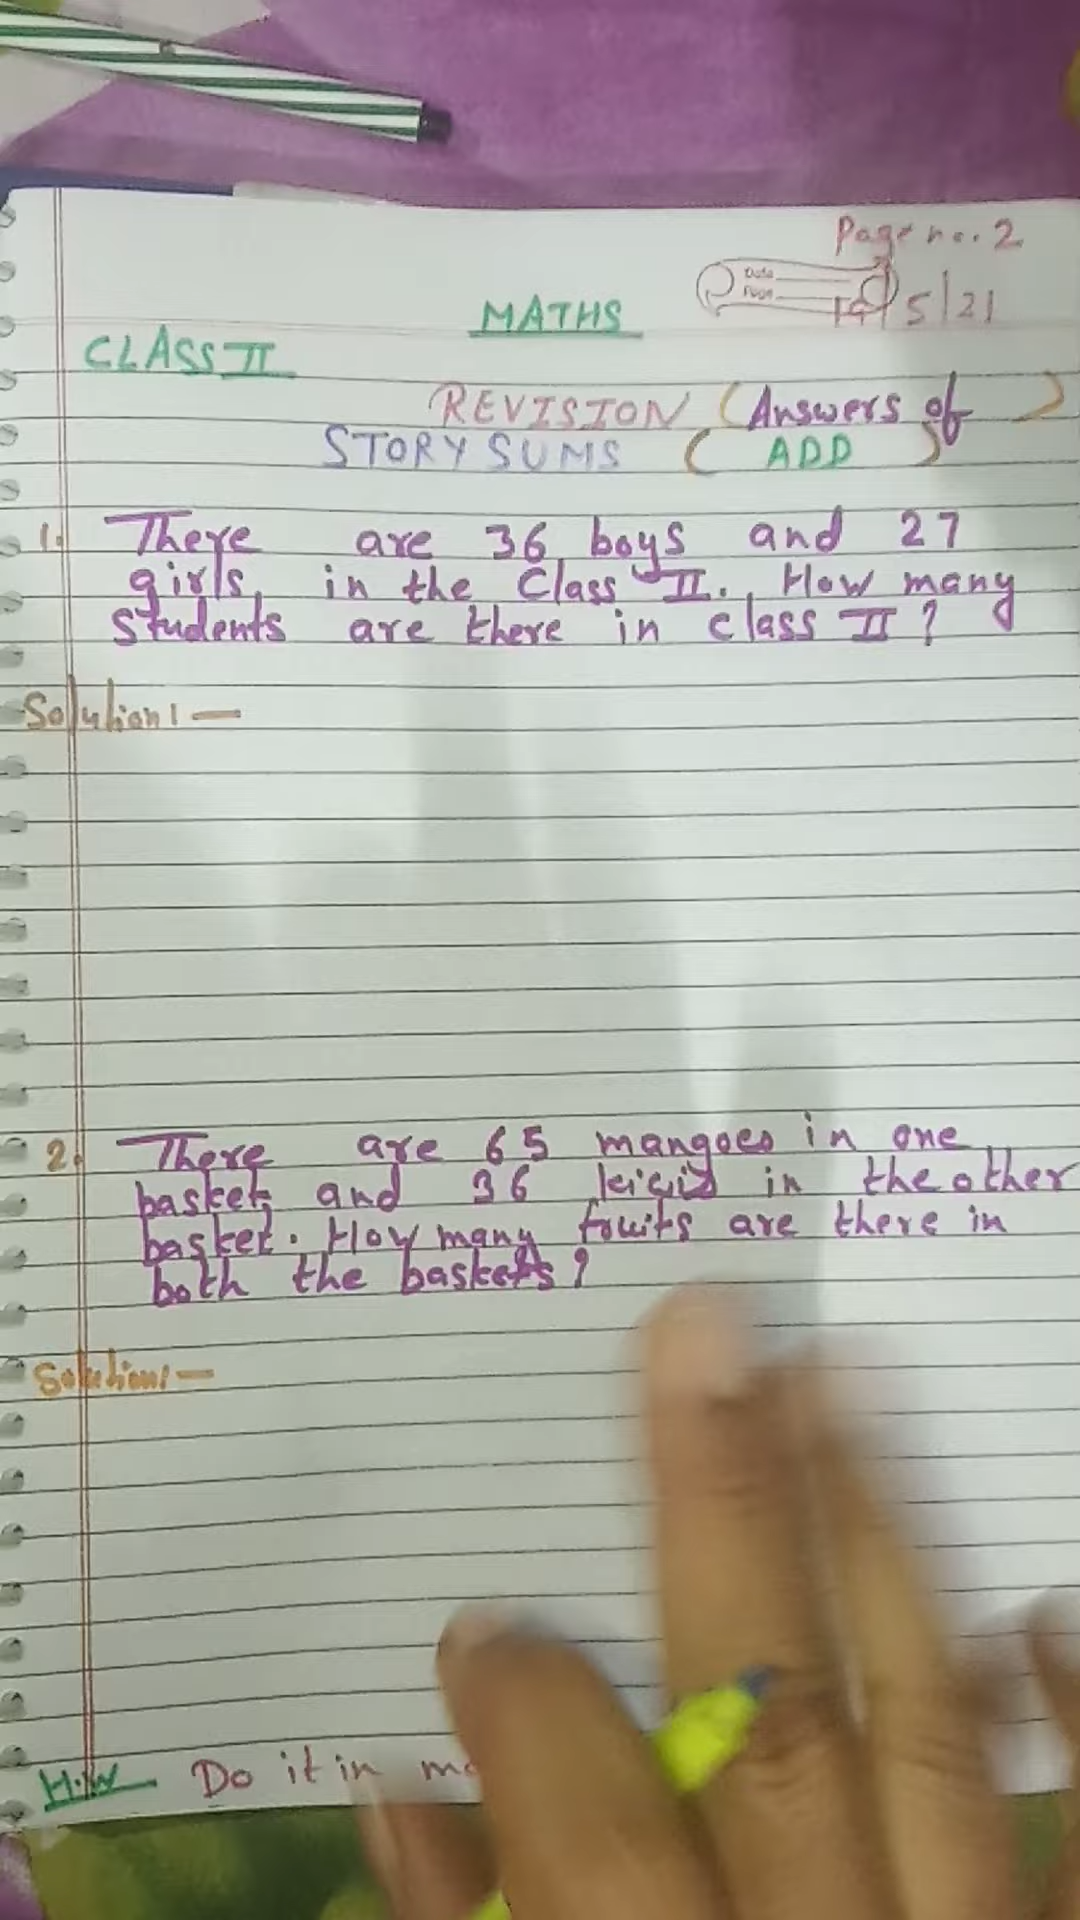 Page no. 2
Date
Page
19/5/21
MATHS
CLASS II
REVISION (Answers of )
STORY SUMS ( ADD )
1. There are 36 boys and 27
girls, in the Class II. How many
students are there in class II ?
Solution: —
2. There are 65 mangoes in one
basket, and 36 in the other
basket. How many fruits are there in
both the baskets?
Solution: —
H.W Do it in